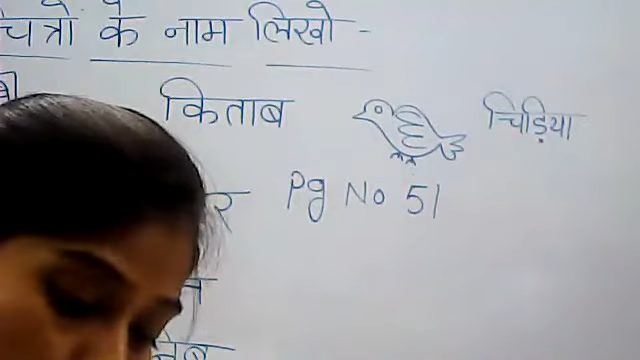 चित्रों के नाम लिखो -
किताब चिड़िया
Pg No 51